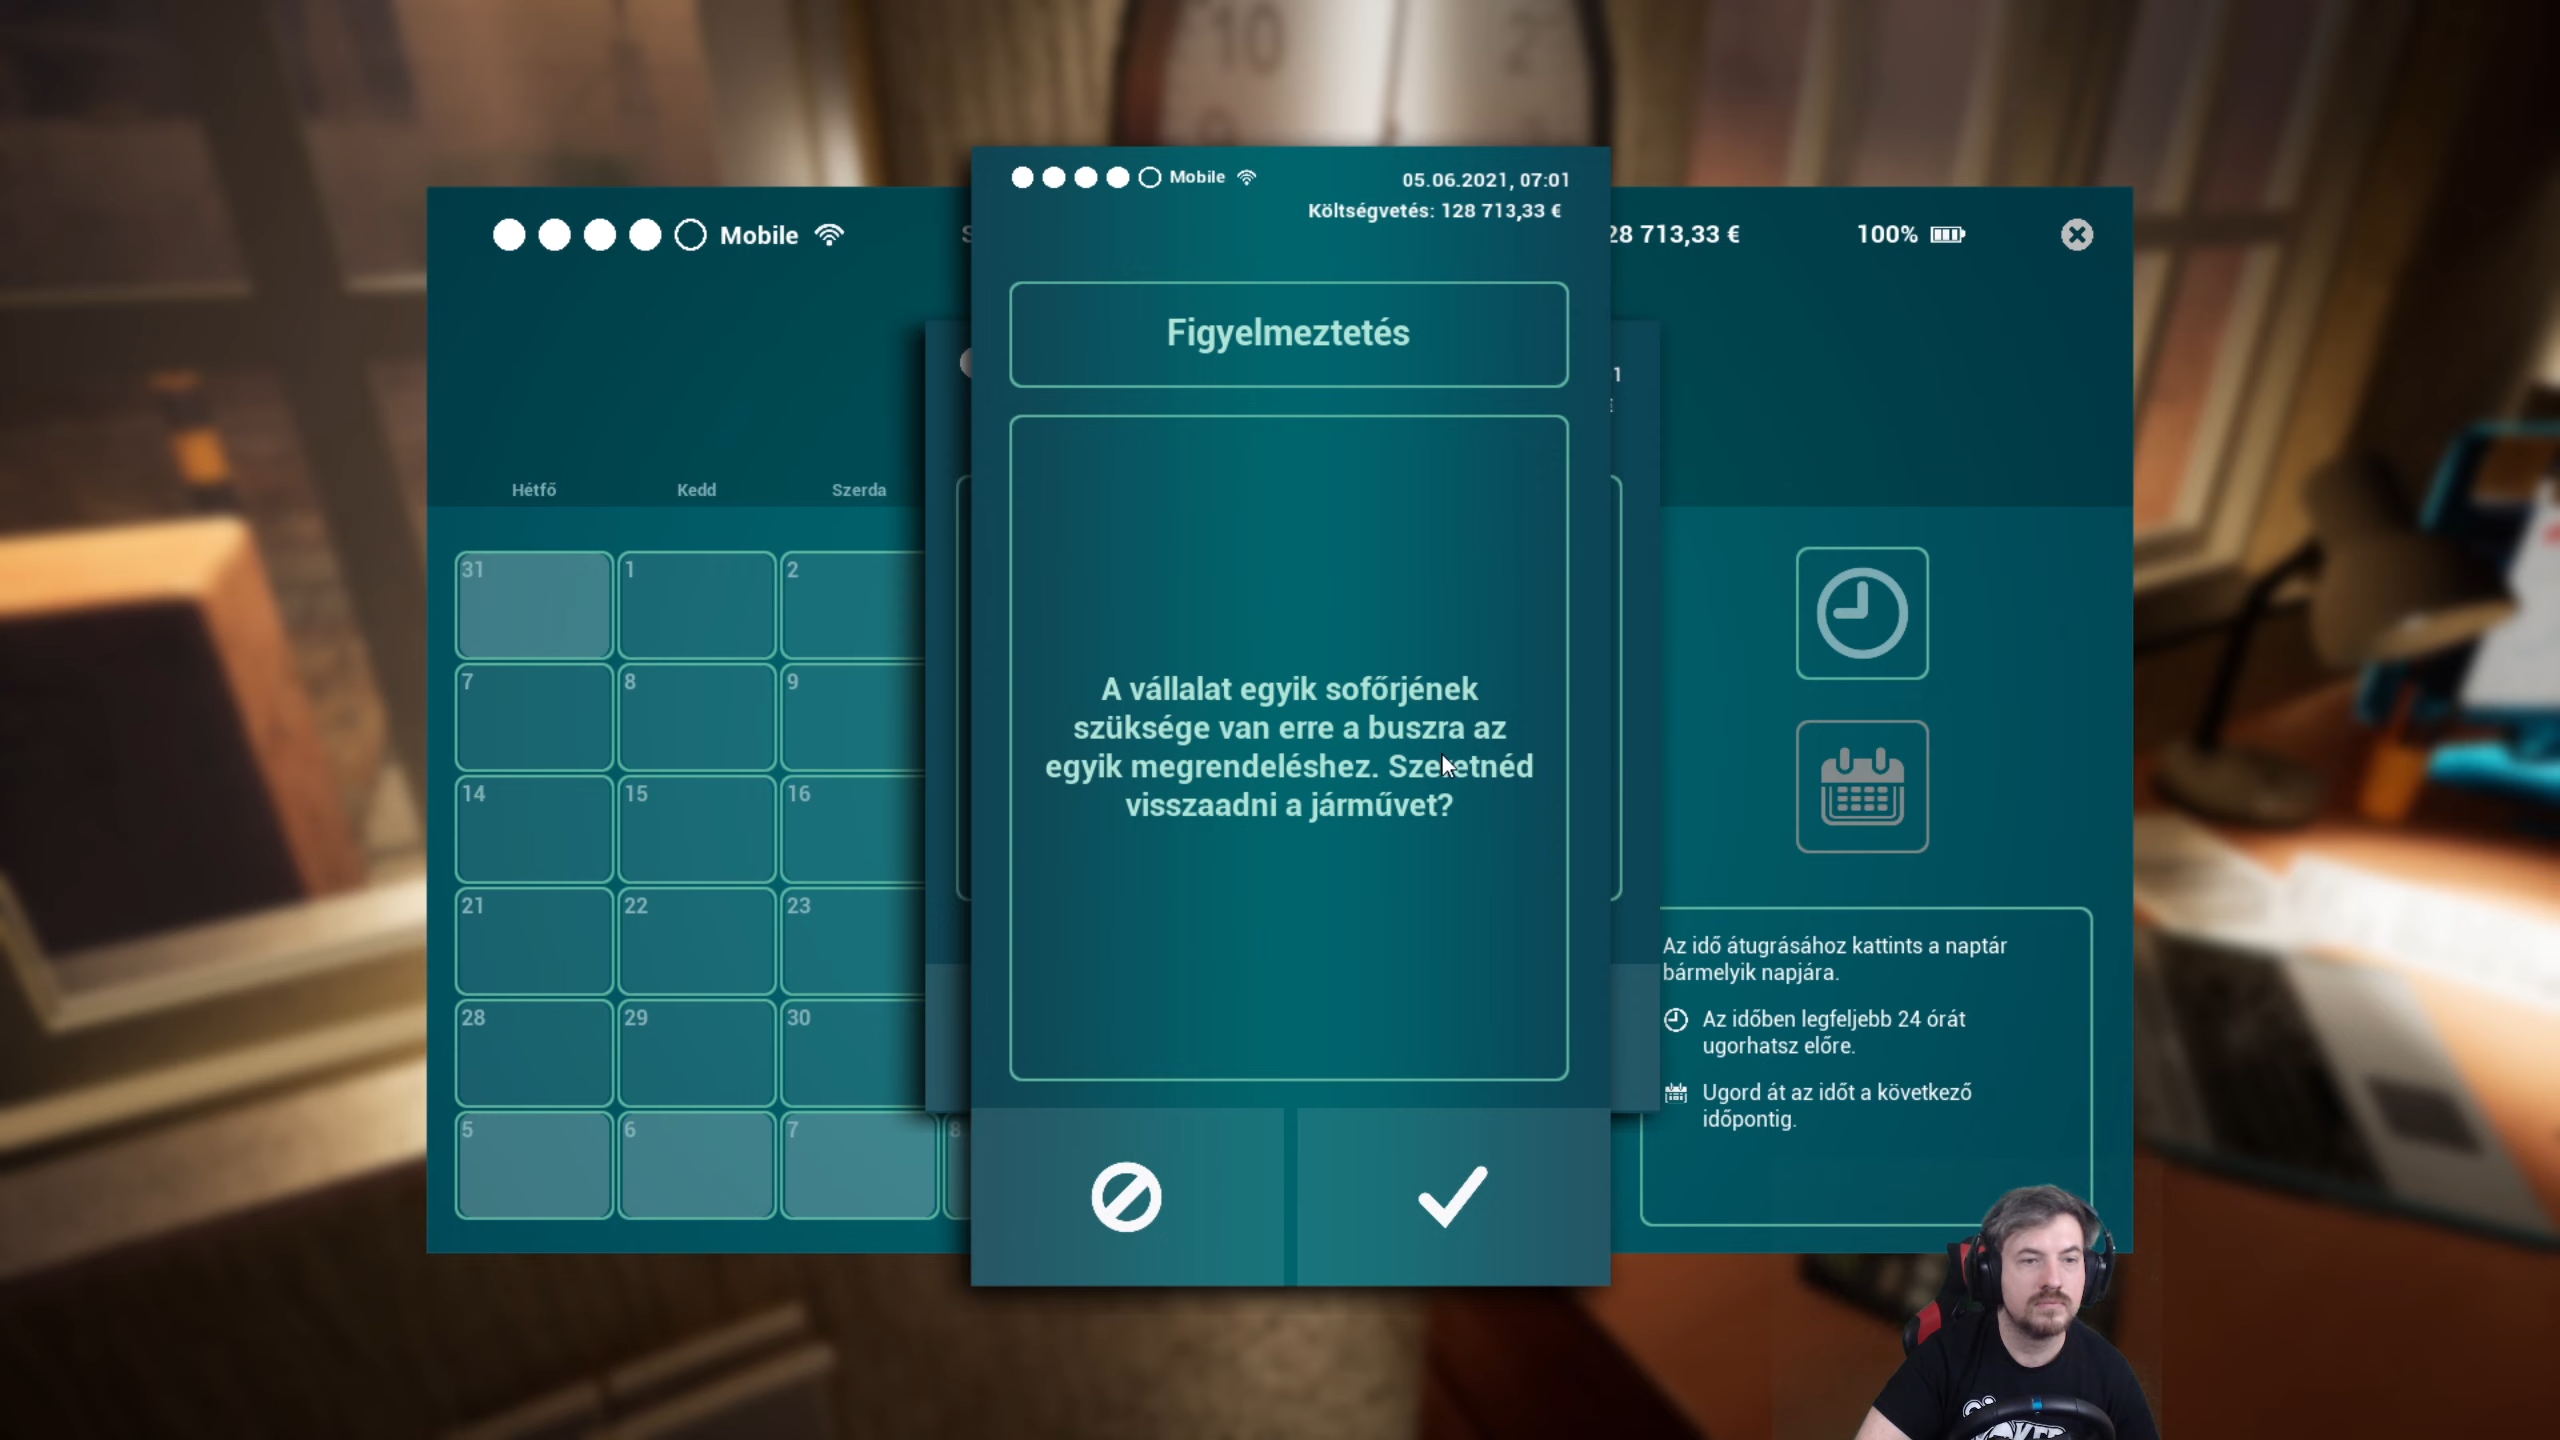 10
2
Mobile
28 713,33 €
100%
Mobile
05.06.2021, 07:01
Költségvetés: 128 713,33 €
Figyelmeztetés
A vállalat egyik sofőrjének
szüksége van erre a buszra az
egyik megrendeléshez. Szeretnéd
visszaadni a járművet?
Hétfő
Kedd
Szerda
31
1
2
7
8
9
14
15
16
21
22
23
28
29
30
5
6
7
8
Az idő átugrásához kattints a naptár
bármelyik napjára.
Az időben legfeljebb 24 órát
ugorhatsz előre.
Ugord át az időt a következő
időpontig.